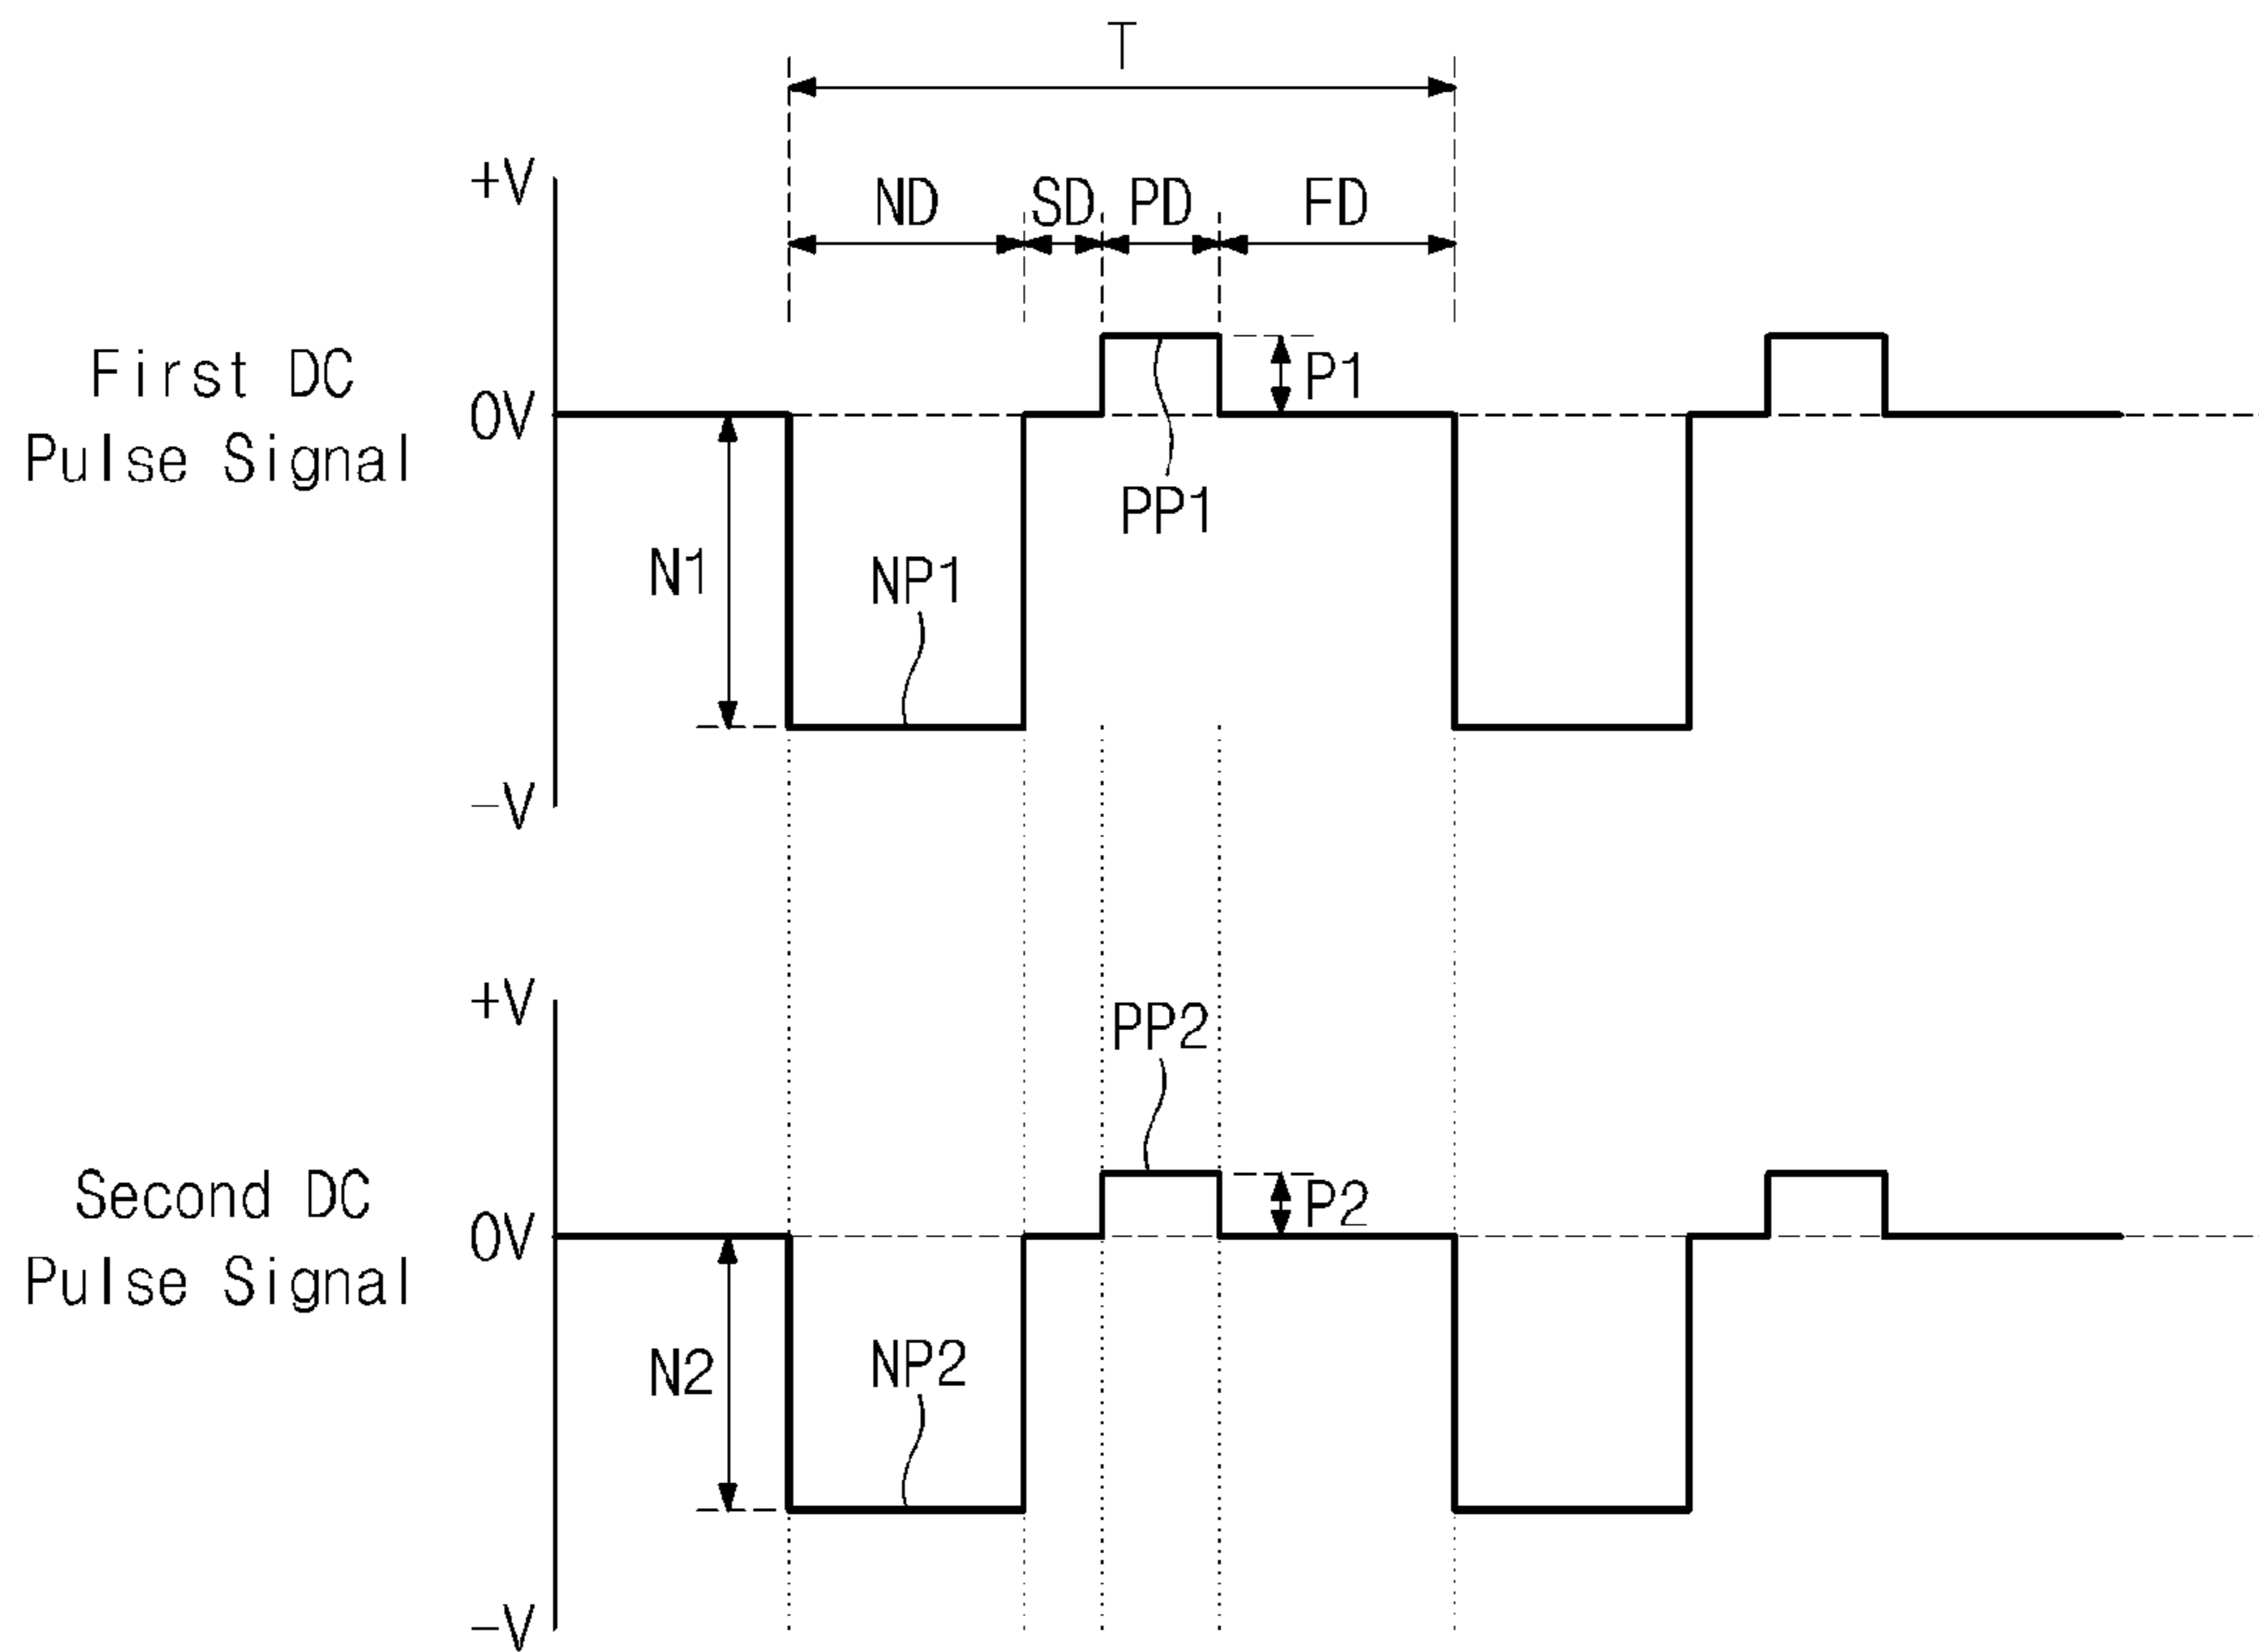 T
+V
ND SD PD FD
First DC
Pulse Signal
0V
P1
PP1
N1
NP1
-V
+V
PP2
Second DC
Pulse Signal
0V
P2
N2
NP2
-V